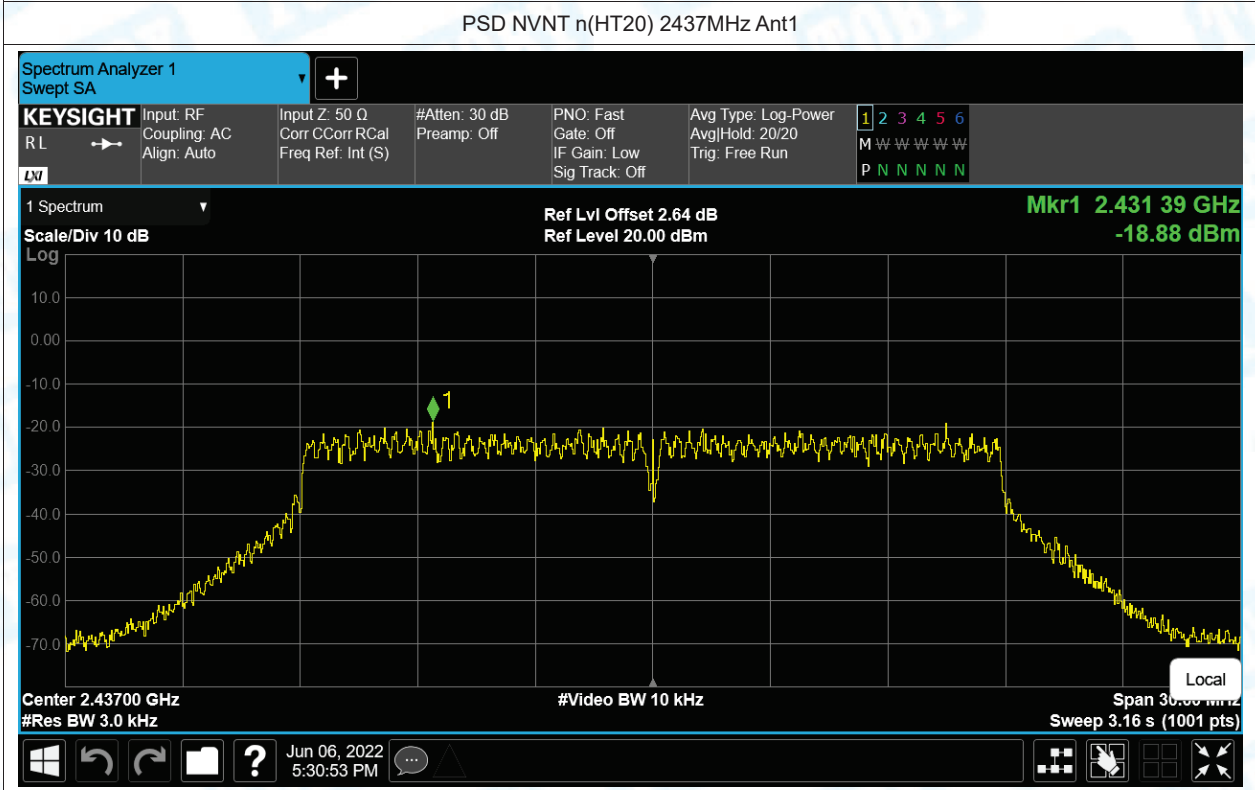 PSD NVNT n(HT20) 2437MHz Ant1
Spectrum Analyzer 1
Swept SA
KEYSIGHT
R L
LXI
Input: RF
Coupling: AC
Align: Auto
Input Z: 50 Ω
Corr CCorr RCal
Freq Ref: Int (S)
#Atten: 30 dB
Preamp: Off
PNO: Fast
Gate: Off
IF Gain: Low
Sig Track: Off
Avg Type: Log-Power
Avg|Hold: 20/20
Trig: Free Run
1 2 3 4 5 6
M W W W W W
P N N N N N
1 Spectrum
Scale/Div 10 dB
Ref Lvl Offset 2.64 dB
Ref Level 20.00 dBm
Mkr1 2.431 39 GHz
-18.88 dBm
Log
10.0
0.00
-10.0
1
-20.0
-30.0
-40.0
-50.0
-60.0
-70.0
Local
Center 2.43700 GHz
#Video BW 10 kHz
Span 30.00 MHz
#Res BW 3.0 kHz
Sweep 3.16 s (1001 pts)
?
Jun 06, 2022
5:30:53 PM